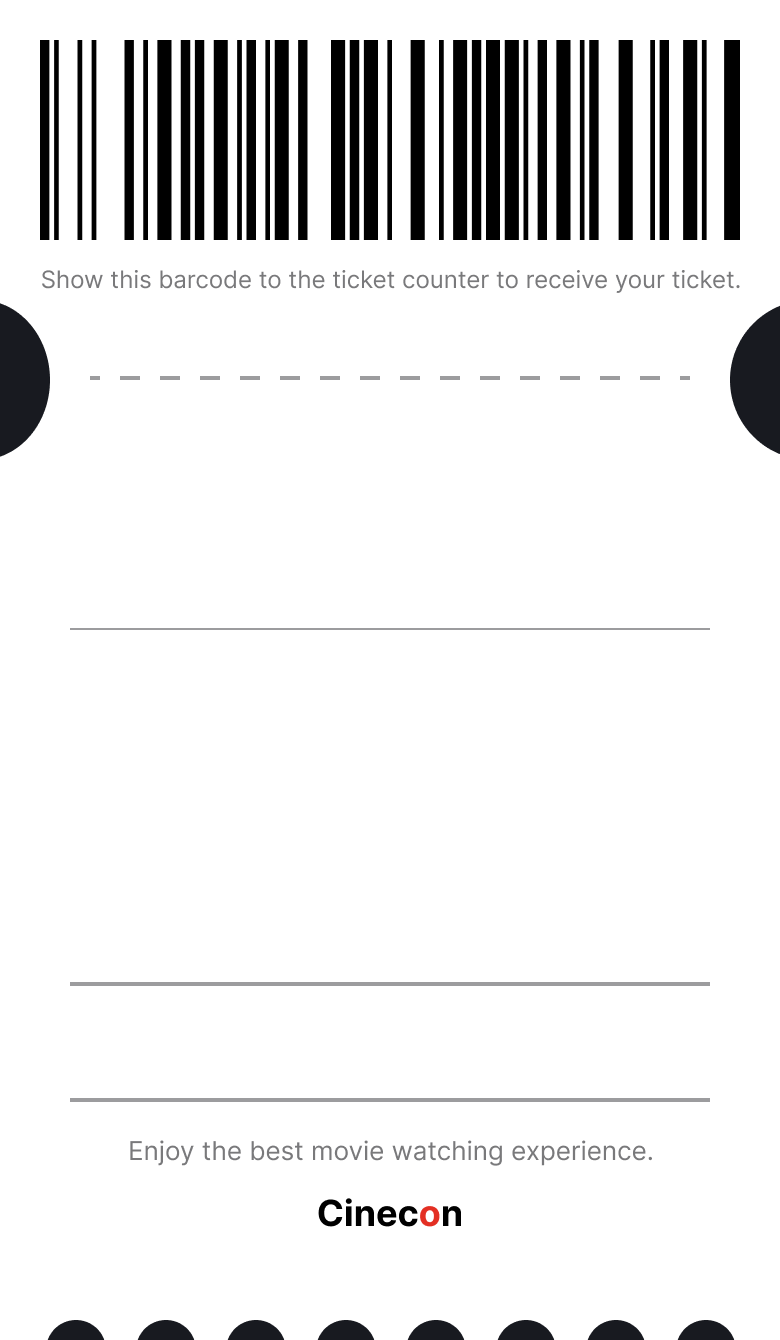 Show this barcode to the ticket counter to receive your ticket.
Enjoy the best movie watching experience.
Cinecon